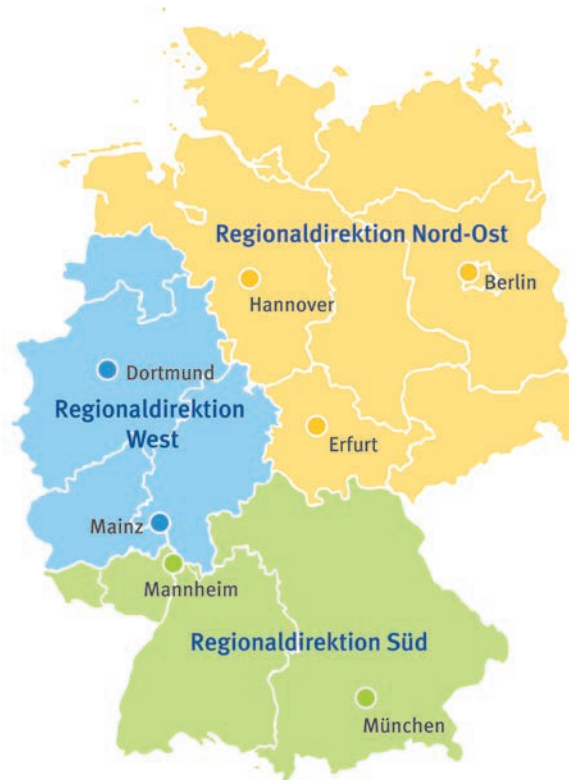 Regionaldirektion Nord-Ost
Berlin
Hannover
Dortmund
Regionaldirektion
West
Erfurt
Mainz
Mannheim
Regionaldirektion Süd
München